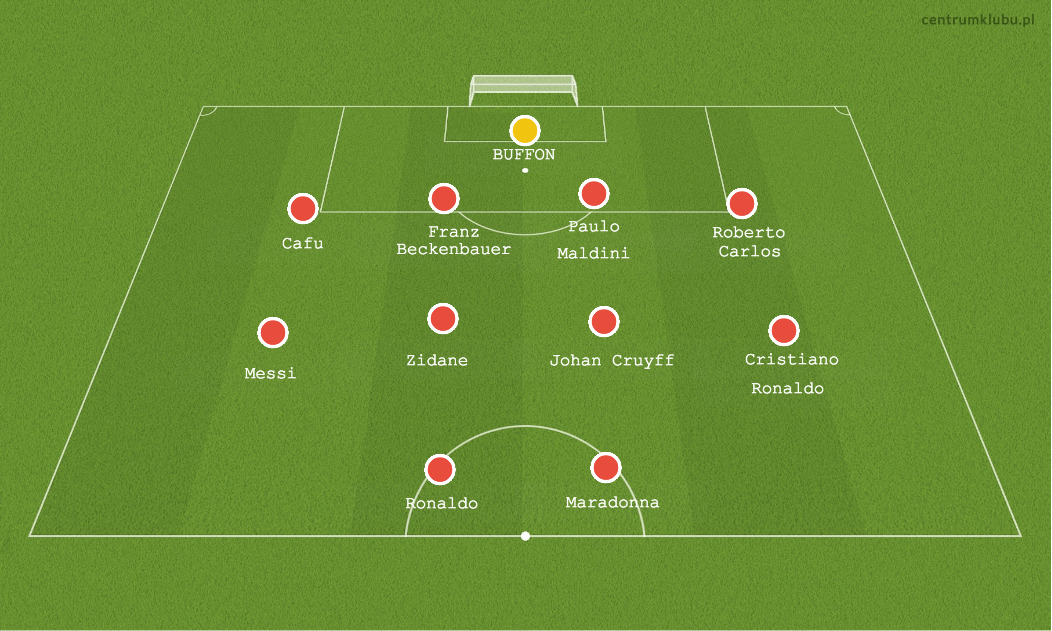 centrumklubu.pl
BUFFON
Cafu
Franz
Beckenbauer
Paulo
Maldini
Roberto
Carlos
Messi
Zidane
Johan Cruyff
Cristiano
Ronaldo
Ronaldo
Maradonna